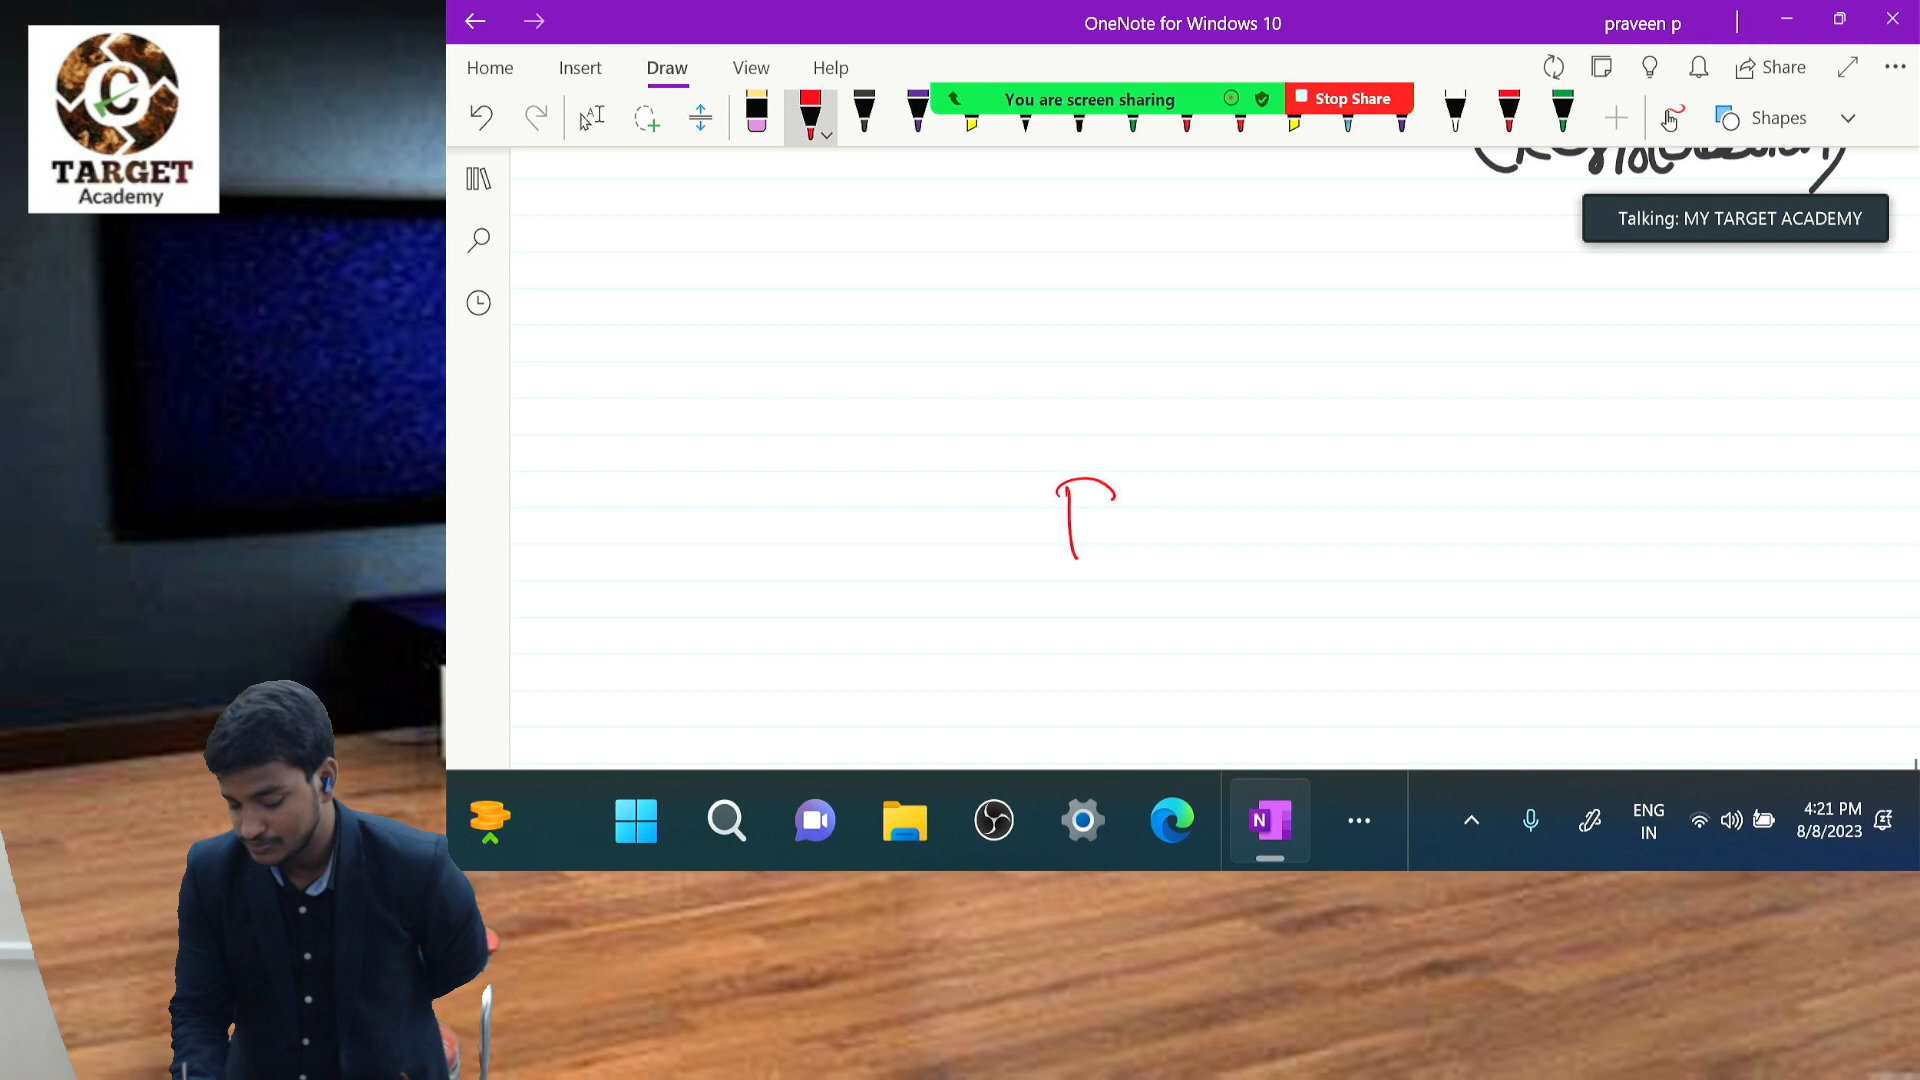 TARGET
Academy
OneNote for Windows 10
praveen p
Home
Insert
Draw
View
Help
Share
You are screen sharing
Stop Share
Shapes
Talking: MY TARGET ACADEMY
ENG
IN
4:21 PM
8/8/2023